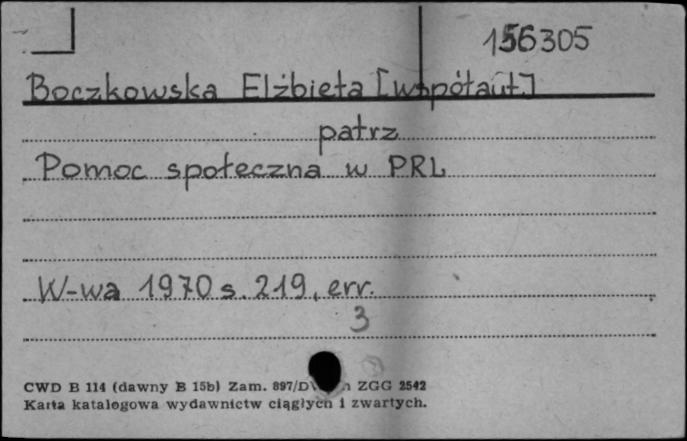 156305
Boczkowska Elżbieta [współaut.]
patrz
Pomoc społeczna w PRL
W-wa 1970 s. 219, err.
3
CWD B 114 (dawny B 15b) Zam. 897/D ZGG 2542
Karta katalogowa wydawnictw ciągłych i zwartych.